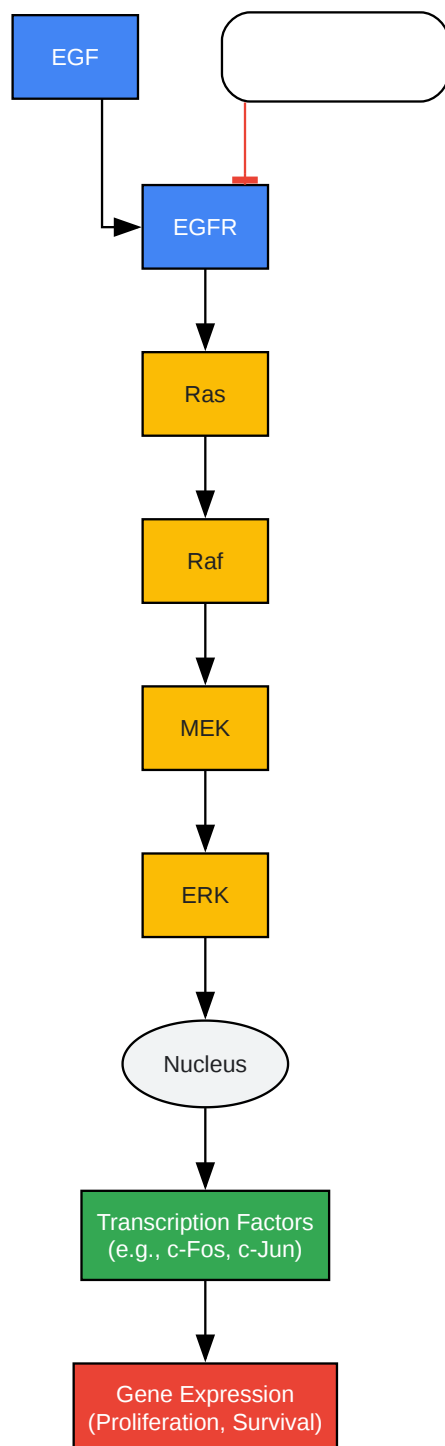 EGF
EGFR
Ras
Raf
MEK
ERK
Nucleus
Transcription Factors
(e.g., c-Fos, c-Jun)
Gene Expression
(Proliferation, Survival)